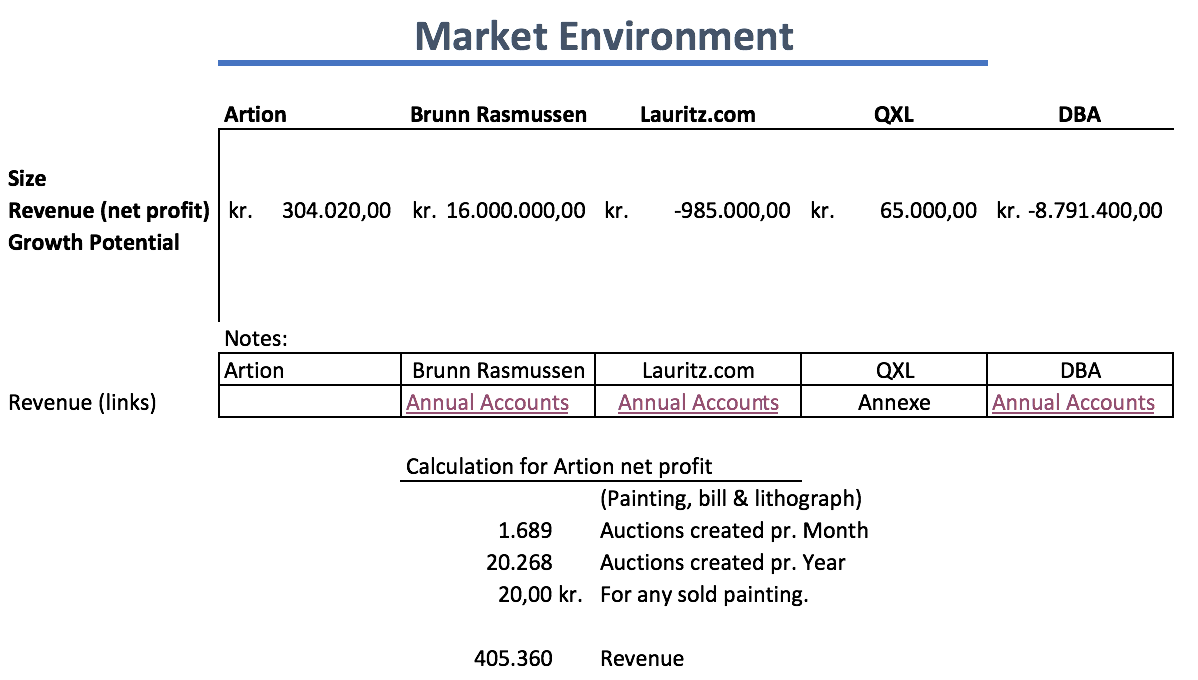 Market Environment
Artion Brunn Rasmussen Lauritz.com QXL DBA
Size
Revenue (net profit) kr. 304.020,00 kr. 16.000.000,00 kr. -985.000,00 kr. 65.000,00 kr. -8.791.400,00
Growth Potential
Notes:
Artion Brunn Rasmussen Lauritz.com QXL DBA
Revenue (links) Annual Accounts Annual Accounts Annexe Annual Accounts
Calculation for Artion net profit
(Painting, bill & lithograph)
1.689 Auctions created pr. Month
20.268 Auctions created pr. Year
20,00 kr. For any sold painting.
405.360 Revenue